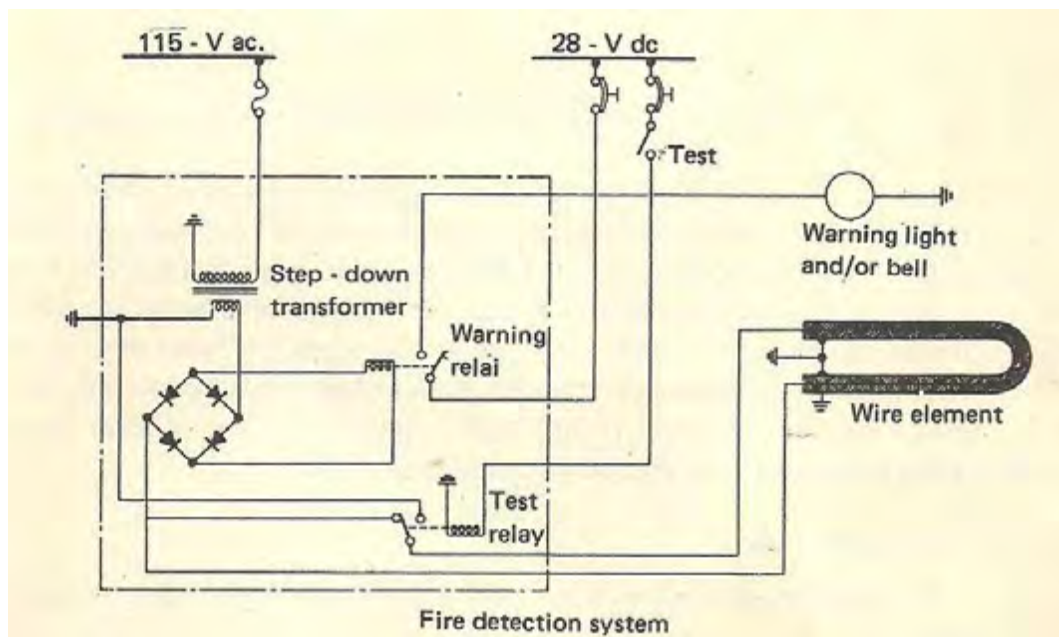 115 - V ac.
28 - V dc
Test
Step - down
transformer
Warning light
and/or bell
Warning
relai
Wire element
Test
relay
Fire detection system